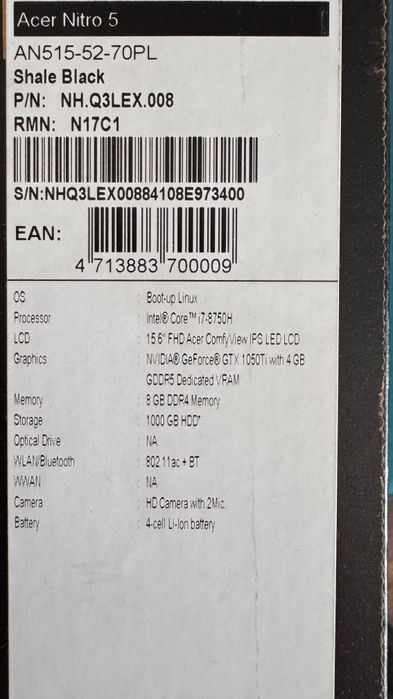 Acer Nitro 5
AN515-52-70PL
Shale Black
P/N: NH.Q3LEX.008
RMN: N17C1
S/N:NHQ3LEX00884108E973400
EAN:
4 713883 700009
OS : Boot-up Linux
Processor : Intel® Core™ i7-8750H
LCD : 15.6" FHD Acer ComfyView IPS LED LCD
Graphics : NVIDIA® GeForce® GTX 1050Ti with 4 GB
GDDR5 Dedicated VRAM
Memory : 8 GB DDR4 Memory
Storage : 1000 GB HDD*
Optical Drive : NA
WLAN/Bluetooth : 802.11ac + BT
WWAN : NA
Camera : HD Camera with 2Mic.
Battery : 4-cell Li-Ion battery